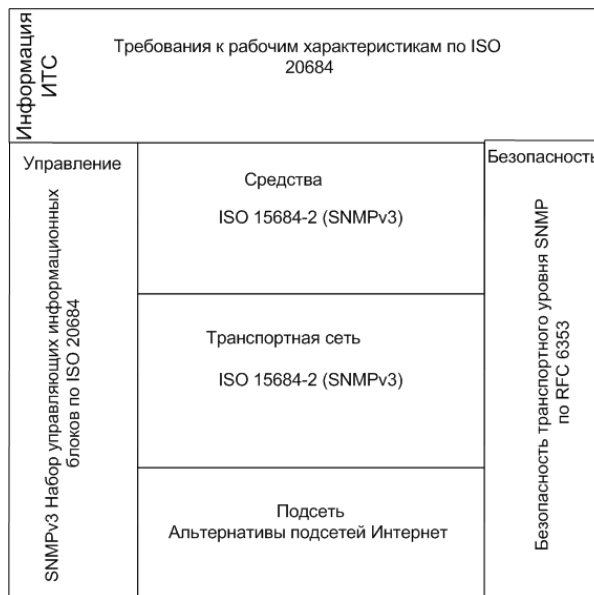 Информация
ИТС
Требования к рабочим характеристикам по ISO
20684
Управление
SNMPv3 Набор управляющих информационных
блоков по ISO 20684
Средства
ISO 15684-2 (SNMPv3)
Транспортная сеть
ISO 15684-2 (SNMPv3)
Подсеть
Альтернативы подсетей Интернет
Безопасность
Безопасность транспортного уровня SNMP
по RFC 6353